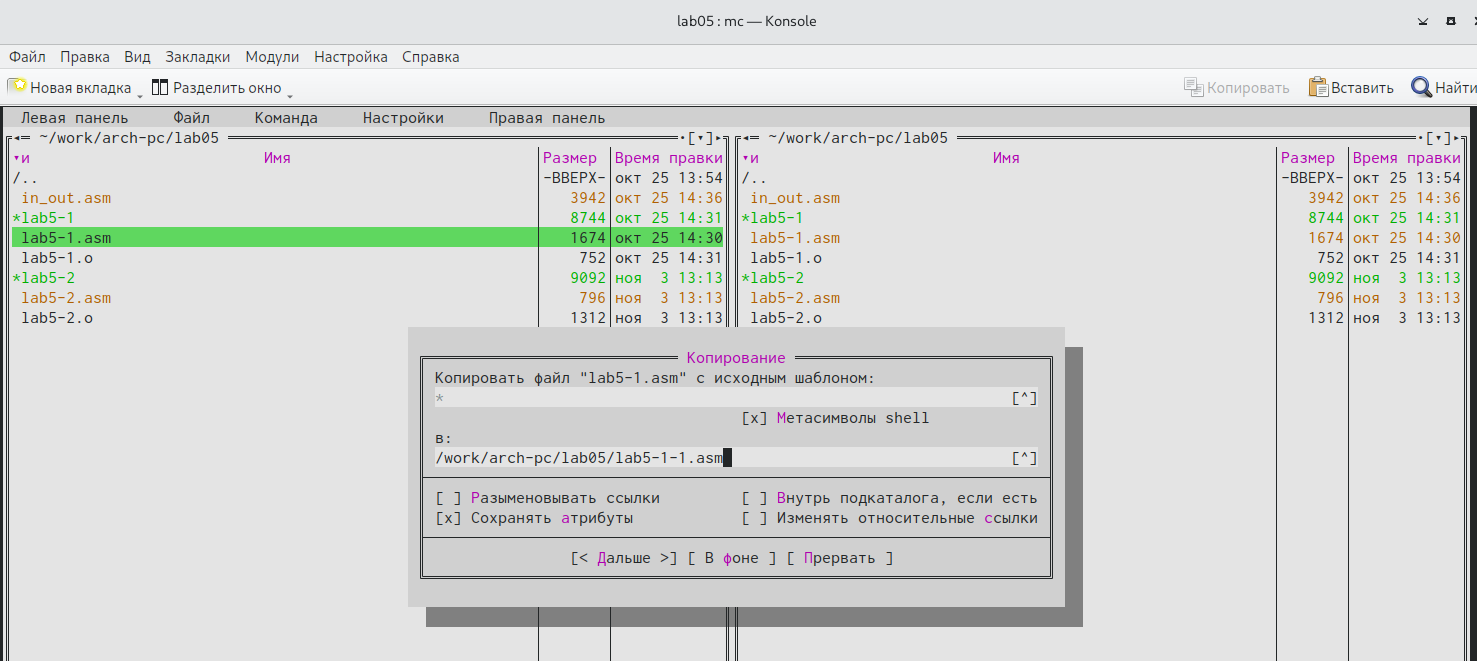 lab05 : mc — Konsole
Файл Правка Вид Закладки Модули Настройка Справка
Новая вкладка Разделить окно Копировать Вставить Найти
Левая панель Файл Команда Настройки Правая панель
~/work/arch-pc/lab05 ~/work/arch-pc/lab05
и Имя Размер Время правки и Имя Размер Время правки
/.. -ВВЕРХ- окт 25 13:54 /.. -ВВЕРХ- окт 25 13:54
in_out.asm 3942 окт 25 14:36 in_out.asm 3942 окт 25 14:36
*lab5-1 8744 окт 25 14:31 *lab5-1 8744 окт 25 14:31
lab5-1.asm 1674 окт 25 14:30 lab5-1.asm 1674 окт 25 14:30
lab5-1.o 752 окт 25 14:31 lab5-1.o 752 окт 25 14:31
*lab5-2 9092 ноя 3 13:13 *lab5-2 9092 ноя 3 13:13
lab5-2.asm 796 ноя 3 13:13 lab5-2.asm 796 ноя 3 13:13
lab5-2.o 1312 ноя 3 13:13 lab5-2.o 1312 ноя 3 13:13
Копирование
Копировать файл "lab5-1.asm" с исходным шаблоном:
* [^]
[x] Метасимволы shell
в:
/work/arch-pc/lab05/lab5-1-1.asm [^]
[ ] Разыменовывать ссылки [ ] Внутрь подкаталога, если есть
[x] Сохранять атрибуты [ ] Изменять относительные ссылки
[< Дальше >] [ В фоне ] [ Прервать ]